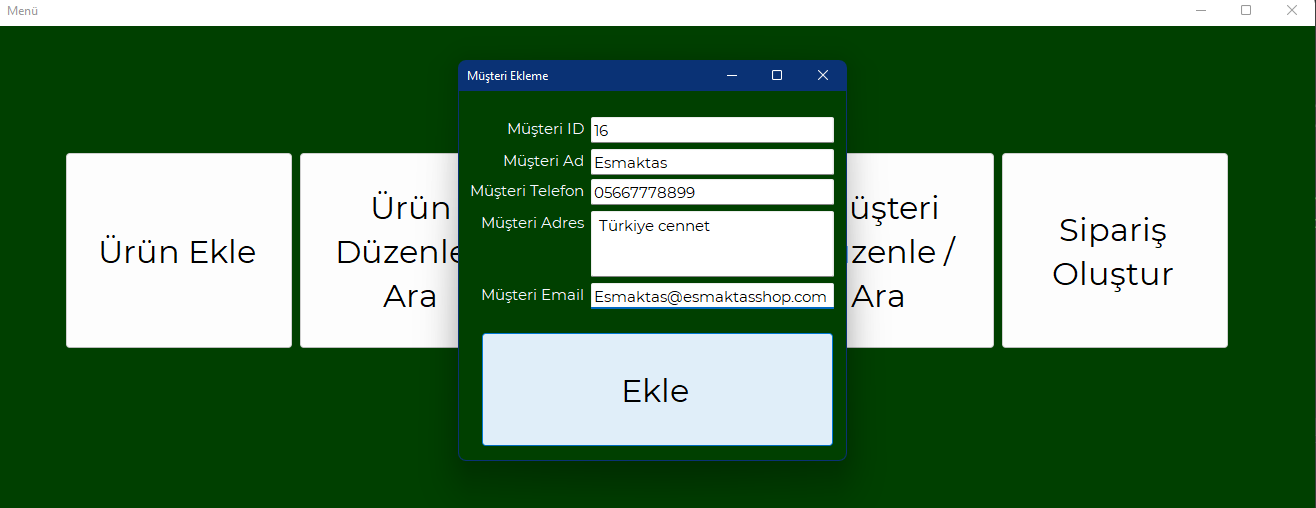 Menü
Müşteri Ekleme
Müşteri ID
16
Müşteri Ad
Esmaktas
Müşteri Telefon
05667778899
Müşteri Adres
Türkiye cennet
Müşteri Email
Esmaktas@esmaktasshop.com
Ekle
Ürün Ekle
Ürün
Düzenle
Ara
üşteri
zenle /
Ara
Sipariş
Oluştur